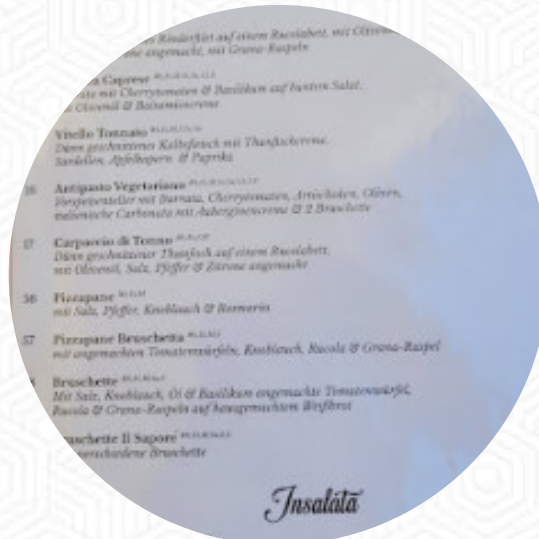 Rinderfilet auf einem Rucolabett, mit Olivenöl
angemacht, mit Grana-Raspeln
Caprese
mit Cherrytomaten & Basilikum auf buntem Salat,
Olivenöl & Balsamicocreme
Vitello Tonnato
Dünn geschnittenes Kalbsfleisch mit Thunfischcreme,
Sardellen, Apfelkapern & Paprika
16 Antipasto Vegetariano
Vorspeisenteller mit Burrata, Cherrytomaten, Artischoken, Oliven,
italienische Carbonata mit Auberginencreme & 2 Bruschette
17 Carpaccio di Tonno
Dünn geschnittener Thunfisch auf einem Rucolabett,
mit Olivenöl, Salz, Pfeffer & Zitrone angemacht
36 Pizzapane
mit Salz, Pfeffer, Knoblauch & Rosmarin
37 Pizzapane Bruschetta
mit angemachten Tomatenwürfeln, Knoblauch, Rucola & Grana-Raspel
Bruschette
Mit Salz, Knoblauch, Öl & Basilikum angemachte Tomatenwürfel,
Rucola & Grana-Raspeln auf hausgemachtem Weißbrot
Il Sapore
Bruschette
Insalata